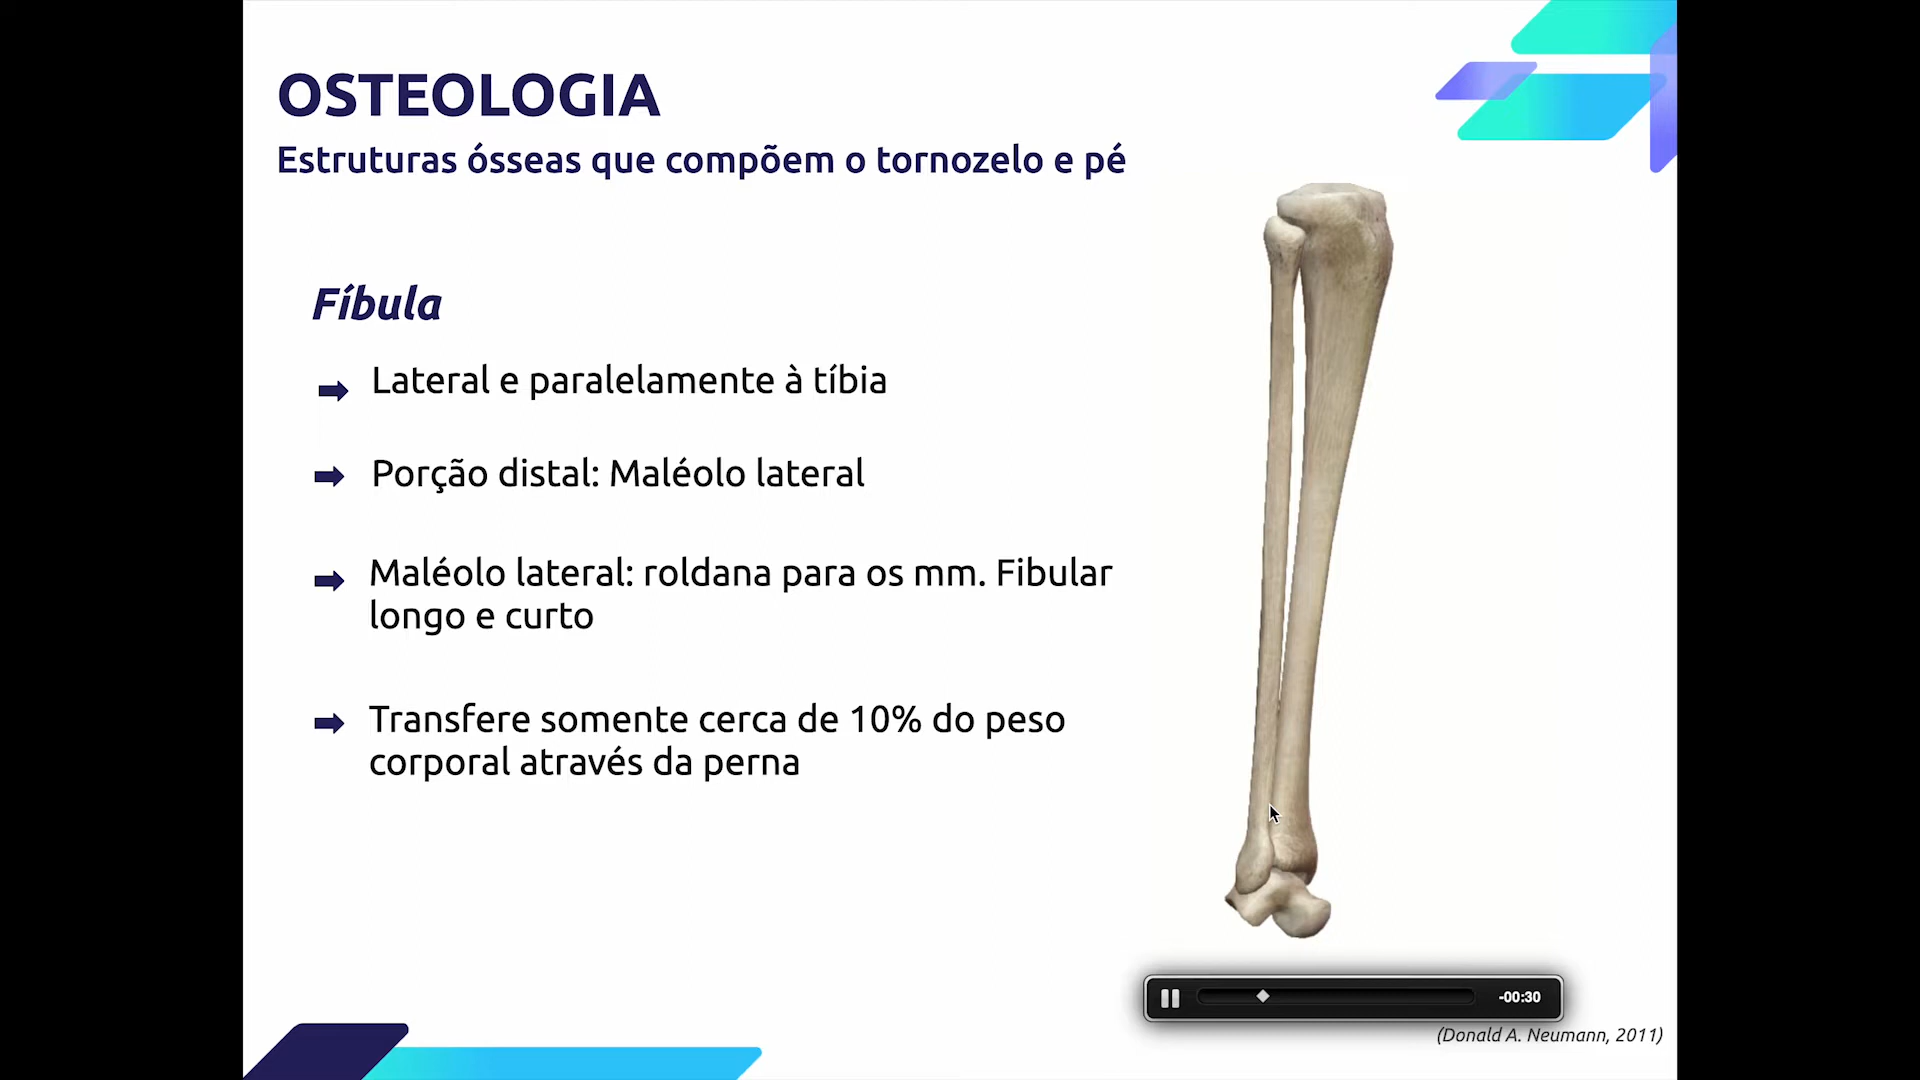 OSTEOLOGIA
Estruturas ósseas que compõem o tornozelo e pé
Fíbula
Lateral e paralelamente à tíbia
Porção distal: Maléolo lateral
Maléolo lateral: roldana para os mm. Fibular
longo e curto
Transfere somente cerca de 10% do peso
corporal através da perna
-00:30
(Donald A. Neumann, 2011)